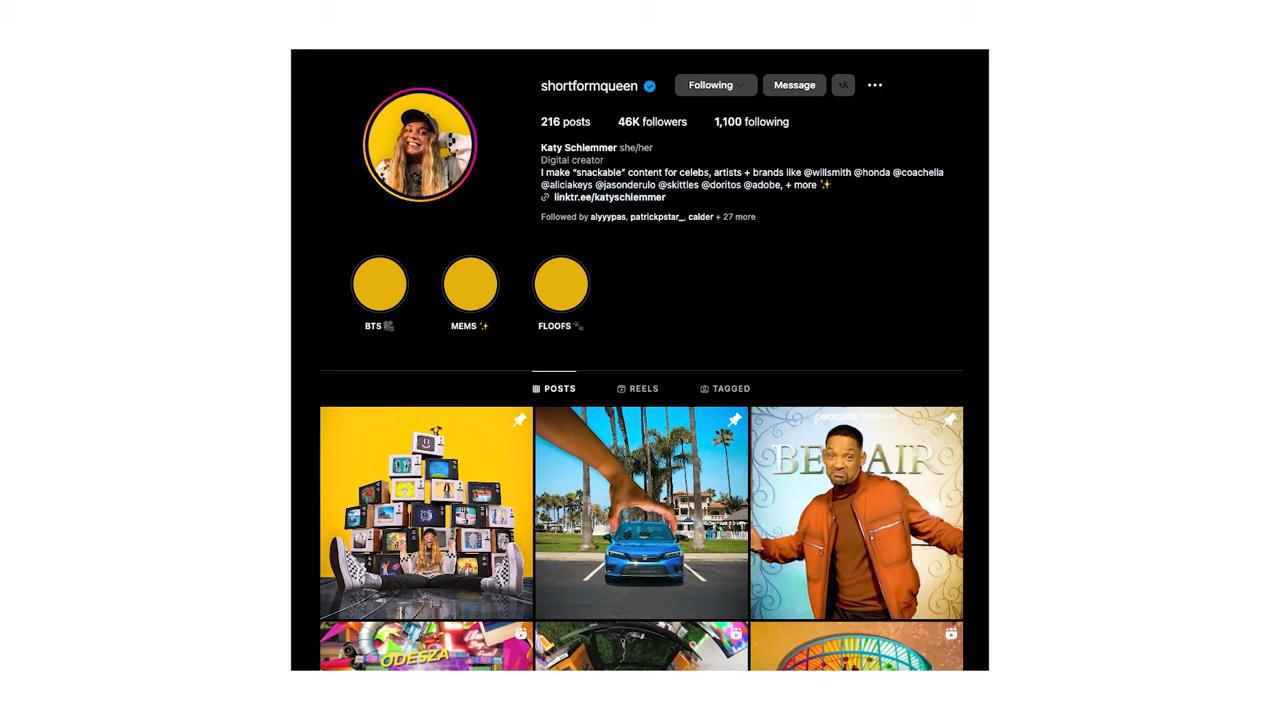 shortformqueen Following Message
216 posts 46K followers 1,100 following
Katy Schlemmer she/her
Digital creator
I make “snackable” content for celebs, artists + brands like @willsmith @honda @coachella
@aliciakeys @jasonderulo @skittles @doritos @adobe, + more ✨
linktr.ee/katyschlemmer
Followed by alyyypas, patrickpstar_, calder + 27 more
BTS MEMS ✨ FLOOFS 🐾
POSTS REELS TAGGED
peacock original
BEL AIR
ODESZA